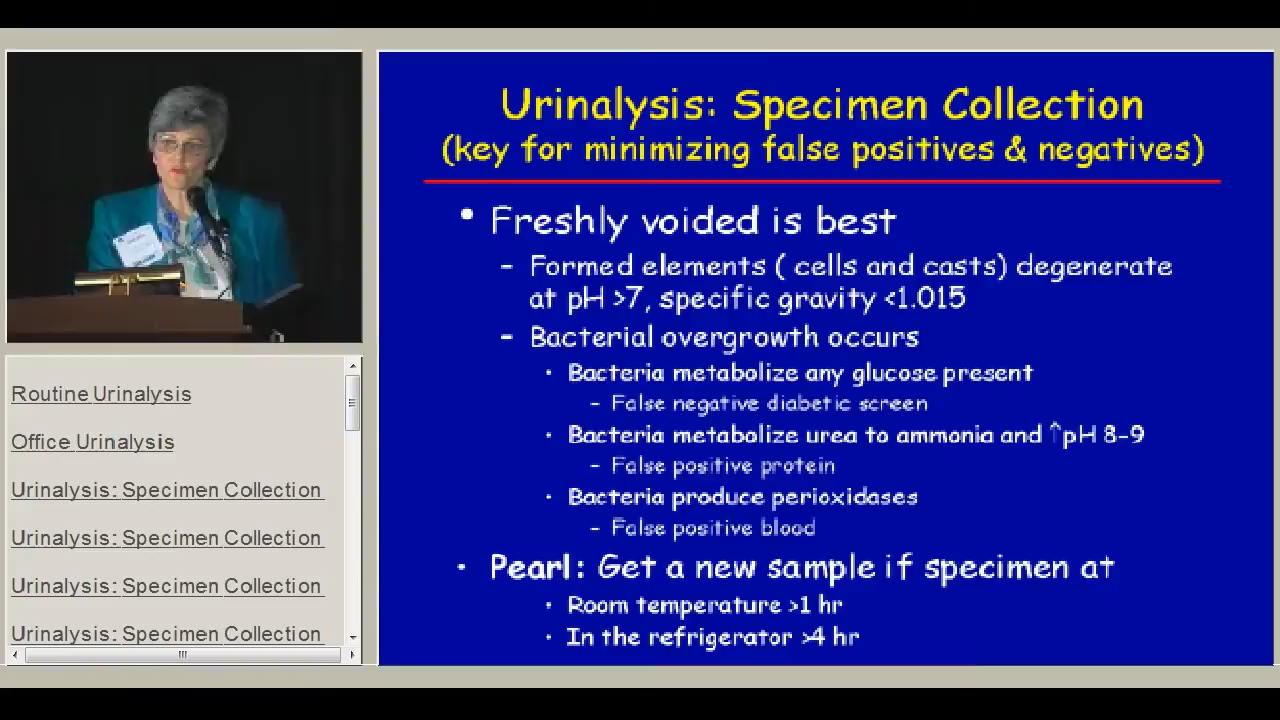 Urinalysis: Specimen Collection
(key for minimizing false positives & negatives)
• Freshly voided is best
– Formed elements ( cells and casts) degenerate
at pH >7, specific gravity <1.015
– Bacterial overgrowth occurs
• Bacteria metabolize any glucose present
– False negative diabetic screen
• Bacteria metabolize urea to ammonia and ↑pH 8-9
– False positive protein
• Bacteria produce perioxidases
– False positive blood
• Pearl: Get a new sample if specimen at
• Room temperature >1 hr
• In the refrigerator >4 hr
Routine Urinalysis
Office Urinalysis
Urinalysis: Specimen Collection
Urinalysis: Specimen Collection
Urinalysis: Specimen Collection
Urinalysis: Specimen Collection